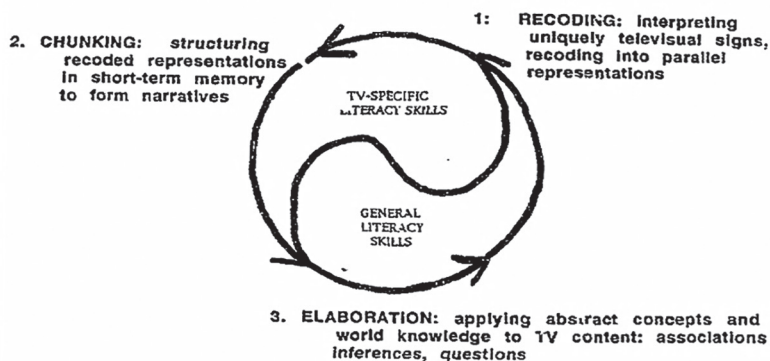 1: RECODING: interpreting
uniquely televisual signs,
recoding into parallel
representations
2. CHUNKING: structuring
recoded representations
in short-term memory
to form narratives
TV-SPECIFIC
LITERACY SKILLS
GENERAL
LITERACY
SKILLS
3. ELABORATION: applying abstract concepts and
world knowledge to TV content: associations
inferences, questions